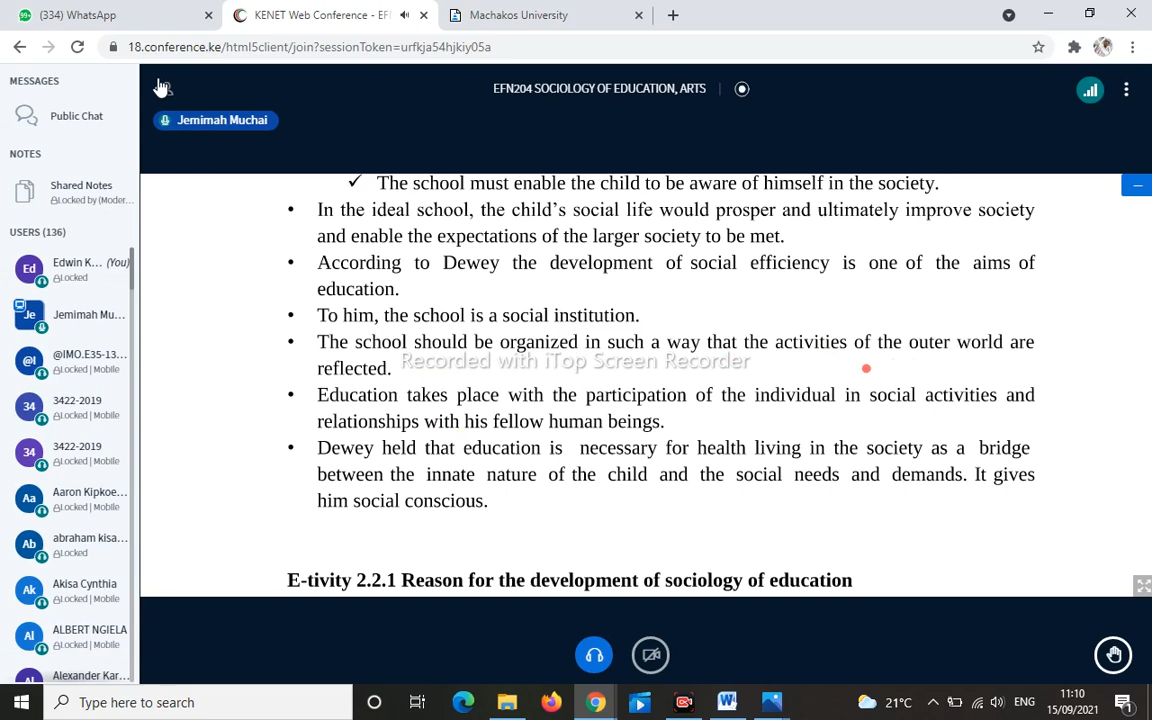 (334) WhatsApp
KENET Web Conference - EFN
Machakos University
18.conference.ke/html5client/join?sessionToken=urfkja54hjkiy05a
MESSAGES
Public Chat
NOTES
Shared Notes
Locked by (Moder...
USERS (136)
Ed
Edwin K... (You)
Locked
Je
Jemimah Mu...
@I
@IMO.E35-13...
Locked | Mobile
34
3422-2019
Locked | Mobile
34
3422-2019
Locked | Mobile
Aa
Aaron Kipkoe...
Locked | Mobile
Ab
abraham kisa...
Locked
Ak
Akisa Cynthia
Locked | Mobile
Al
ALBERT NGIELA
Locked | Mobile
Al
Alexander Kar...
EFN204 SOCIOLOGY OF EDUCATION, ARTS
Jemimah Muchai
✓ The school must enable the child to be aware of himself in the society.
• In the ideal school, the child's social life would prosper and ultimately improve society
and enable the expectations of the larger society to be met.
• According to Dewey the development of social efficiency is one of the aims of
education.
• To him, the school is a social institution.
• The school should be organized in such a way that the activities of the outer world are
reflected.
Recorded with iTop Screen Recorder
• Education takes place with the participation of the individual in social activities and
relationships with his fellow human beings.
• Dewey held that education is necessary for health living in the society as a bridge
between the innate nature of the child and the social needs and demands. It gives
him social conscious.
E-tivity 2.2.1 Reason for the development of sociology of education
Type here to search
21°C
ENG
11:10
15/09/2021